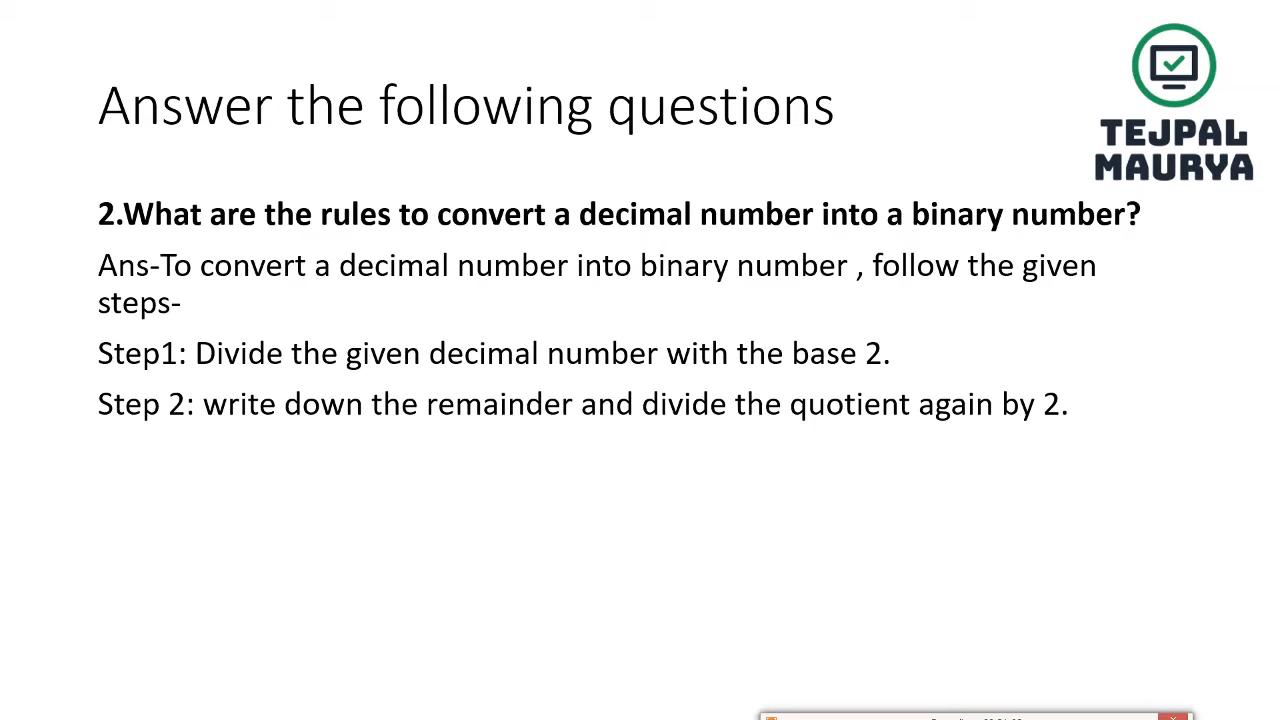 Answer the following questions
TEJPAL
MAURYA
2.What are the rules to convert a decimal number into a binary number?
Ans-To convert a decimal number into binary number , follow the given
steps-
Step1: Divide the given decimal number with the base 2.
Step 2: write down the remainder and divide the quotient again by 2.